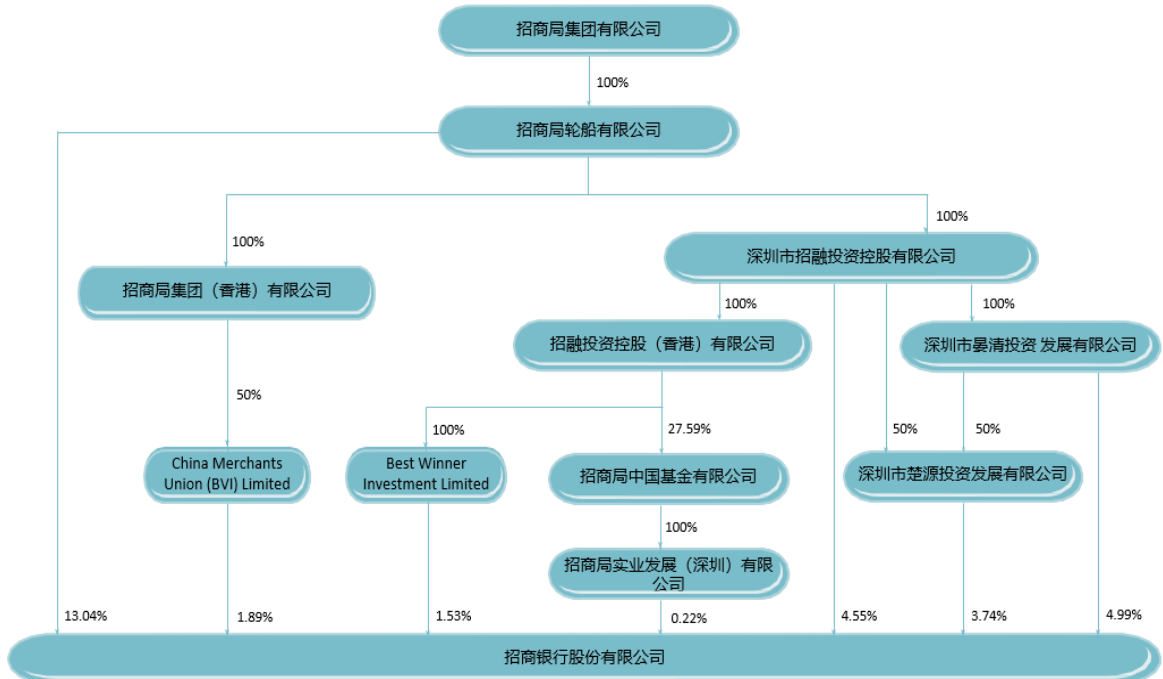 招商局集团有限公司
100%
招商局轮船有限公司
100%
100%
深圳市招融投资控股有限公司
招商局集团（香港）有限公司
100%
100%
招融投资控股（香港）有限公司
深圳市晏清投资 发展有限公司
50%
100%
27.59%
50%
50%
China Merchants
Union (BVI) Limited
Best Winner
Investment Limited
招商局中国基金有限公司
深圳市楚源投资发展有限公司
100%
招商局实业发展（深圳）有限
公司
13.04%
1.89%
1.53%
0.22%
4.55%
3.74%
4.99%
招商银行股份有限公司